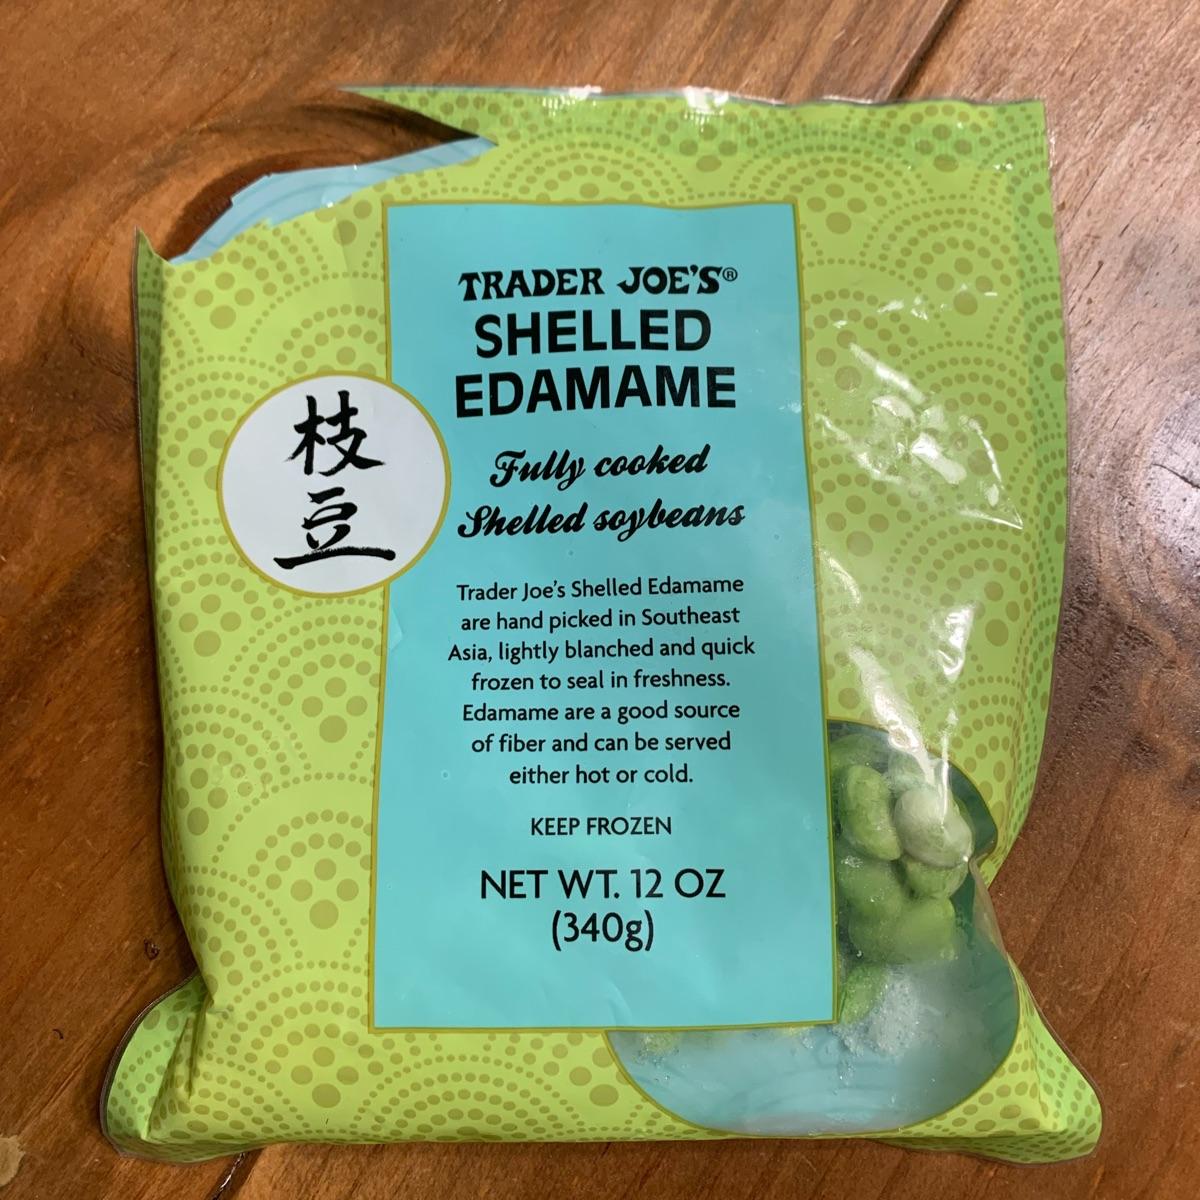 TRADER JOE'S®
SHELLED
EDAMAME
枝
豆
Fully cooked
Shelled soybeans
Trader Joe's Shelled Edamame
are hand picked in Southeast
Asia, lightly blanched and quick
frozen to seal in freshness.
Edamame are a good source
of fiber and can be served
either hot or cold.
KEEP FROZEN
NET WT. 12 OZ
(340g)